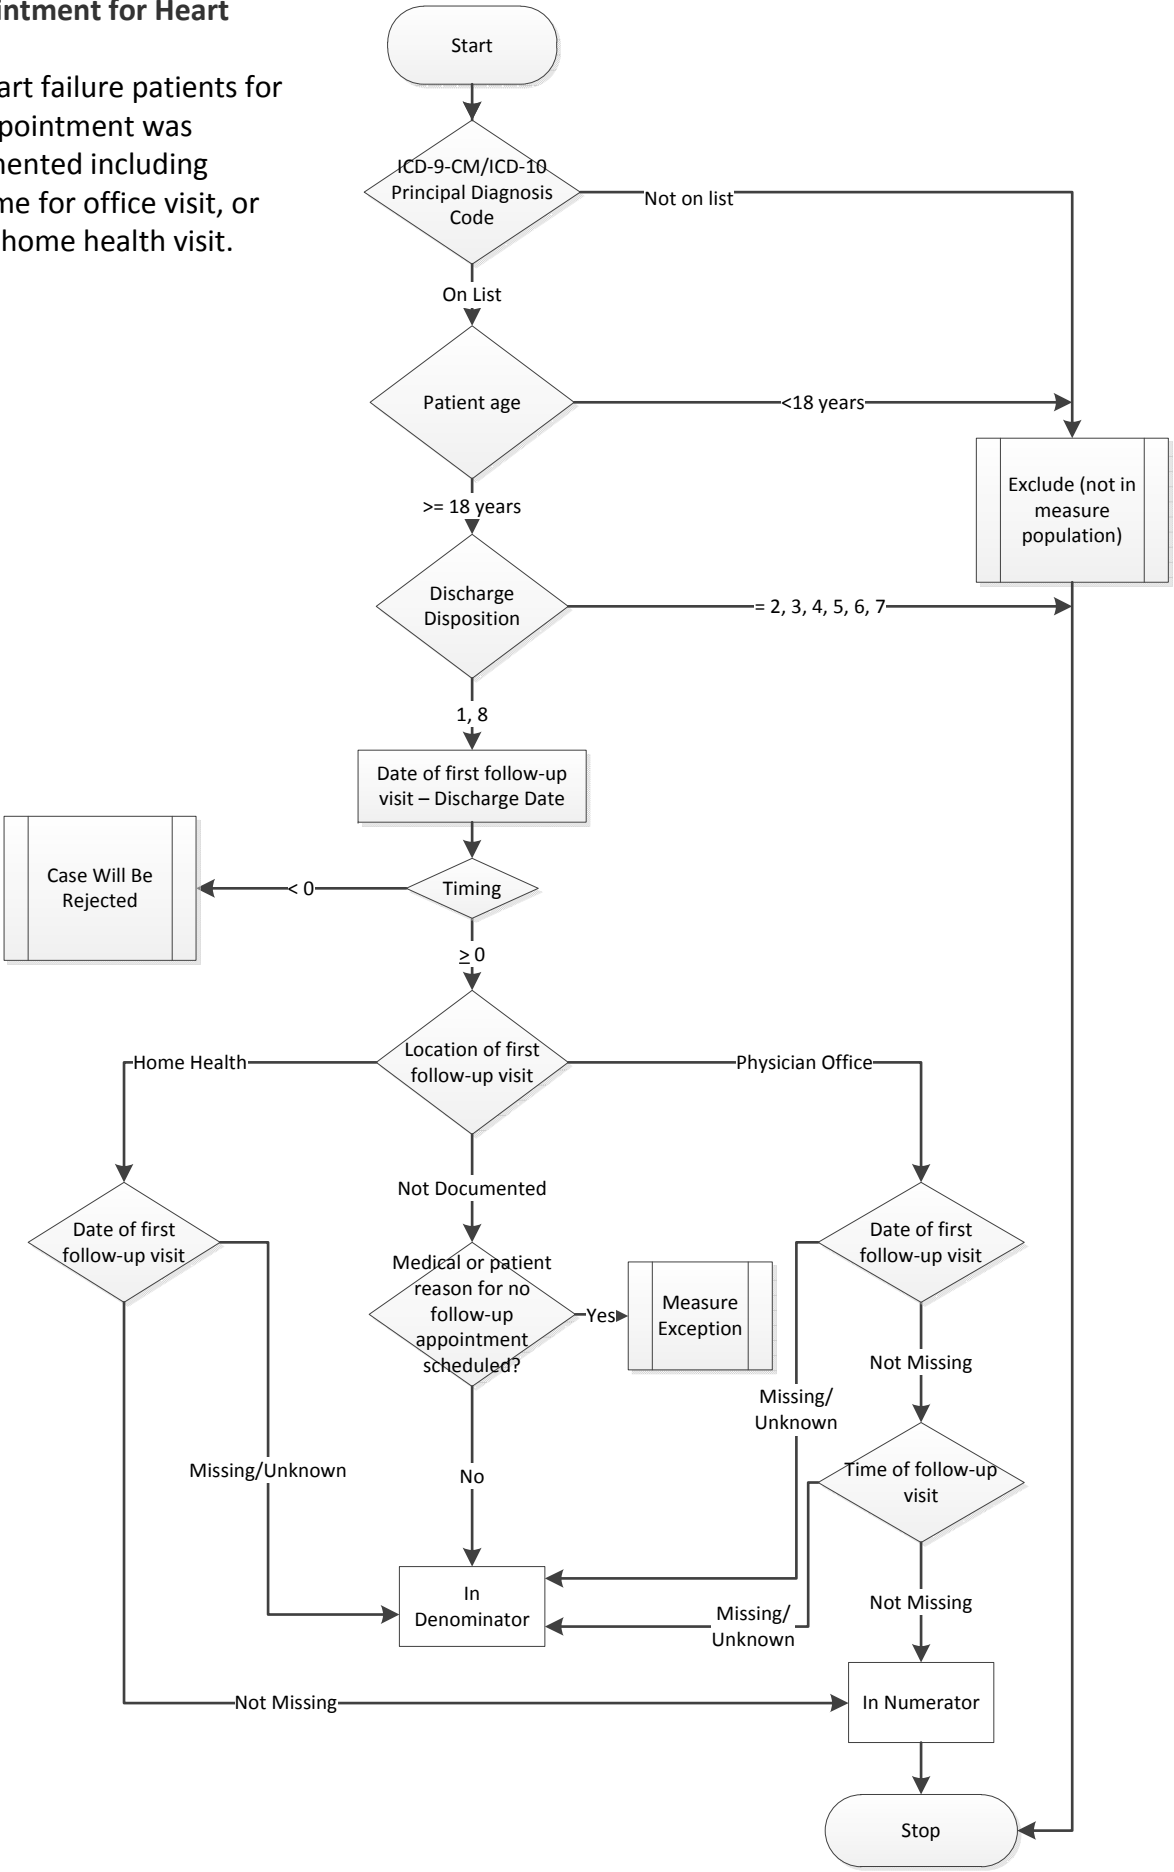 intment for Heart
art failure patients for
pointment was
nented including
me for office visit, or
home health visit.
Start
ICD-9-CM/ICD-10
Principal Diagnosis
Code
Not on list
On List
Patient age
<18 years
>= 18 years
Exclude (not in
measure
population)
Discharge
Disposition
= 2, 3, 4, 5, 6, 7
1, 8
Date of first follow-up
visit – Discharge Date
Case Will Be
Rejected
< 0
Timing
≥ 0
Home Health
Location of first
follow-up visit
Physician Office
Not Documented
Date of first
follow-up visit
Medical or patient
reason for no
follow-up
appointment
scheduled?
Yes
Measure
Exception
Date of first
follow-up visit
Not Missing
Missing/
Unknown
Missing/Unknown
No
Time of follow-up
visit
In
Denominator
Missing/
Unknown
Not Missing
Not Missing
In Numerator
Stop